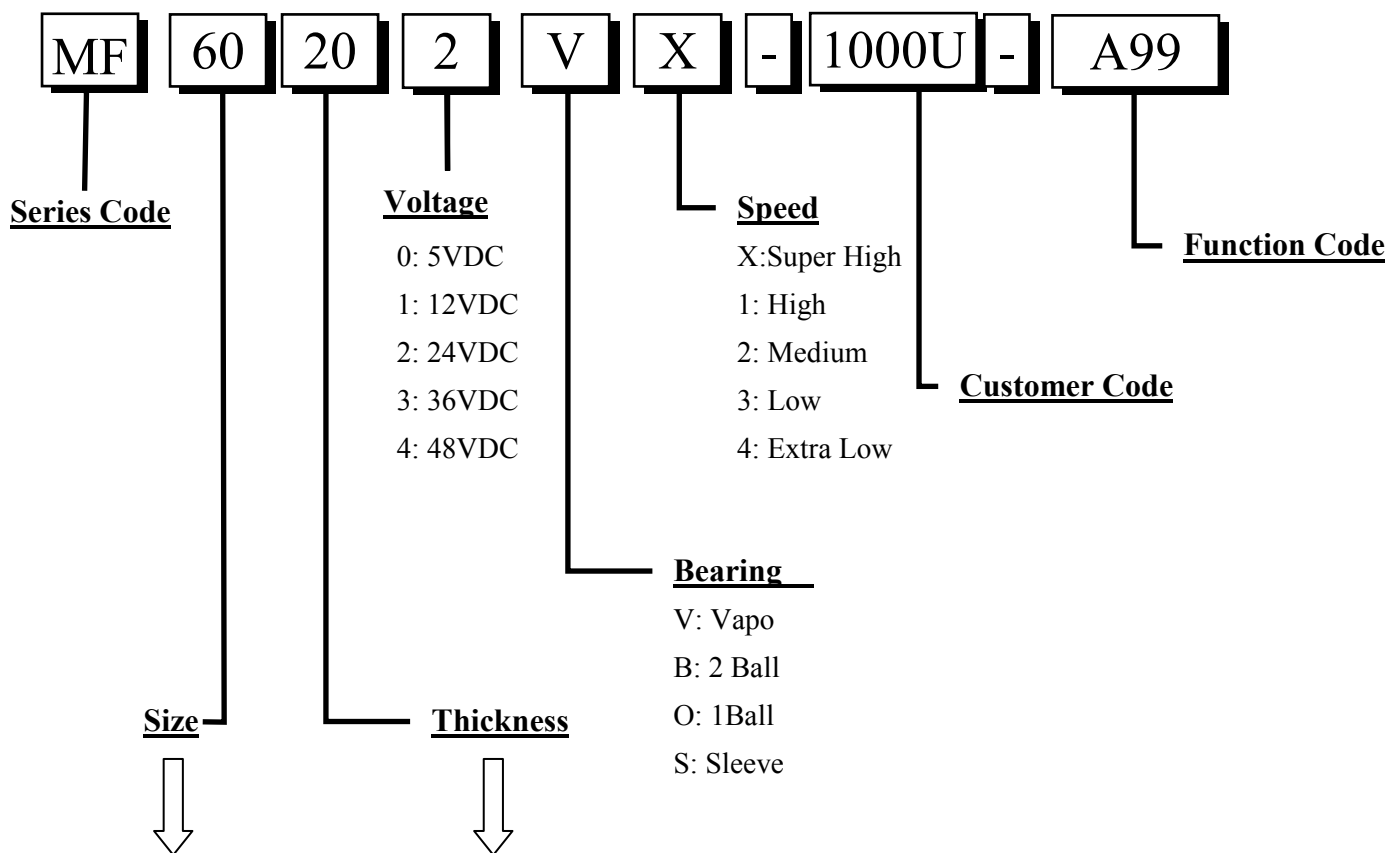 MF 60 20 2 V X - 1000U - A99
Series Code
Voltage
0: 5VDC
1: 12VDC
2: 24VDC
3: 36VDC
4: 48VDC
Speed
X:Super High
1: High
2: Medium
3: Low
4: Extra Low
Function Code
Customer Code
Bearing
V: Vapo
B: 2 Ball
O: 1Ball
S: Sleeve
Size
Thickness